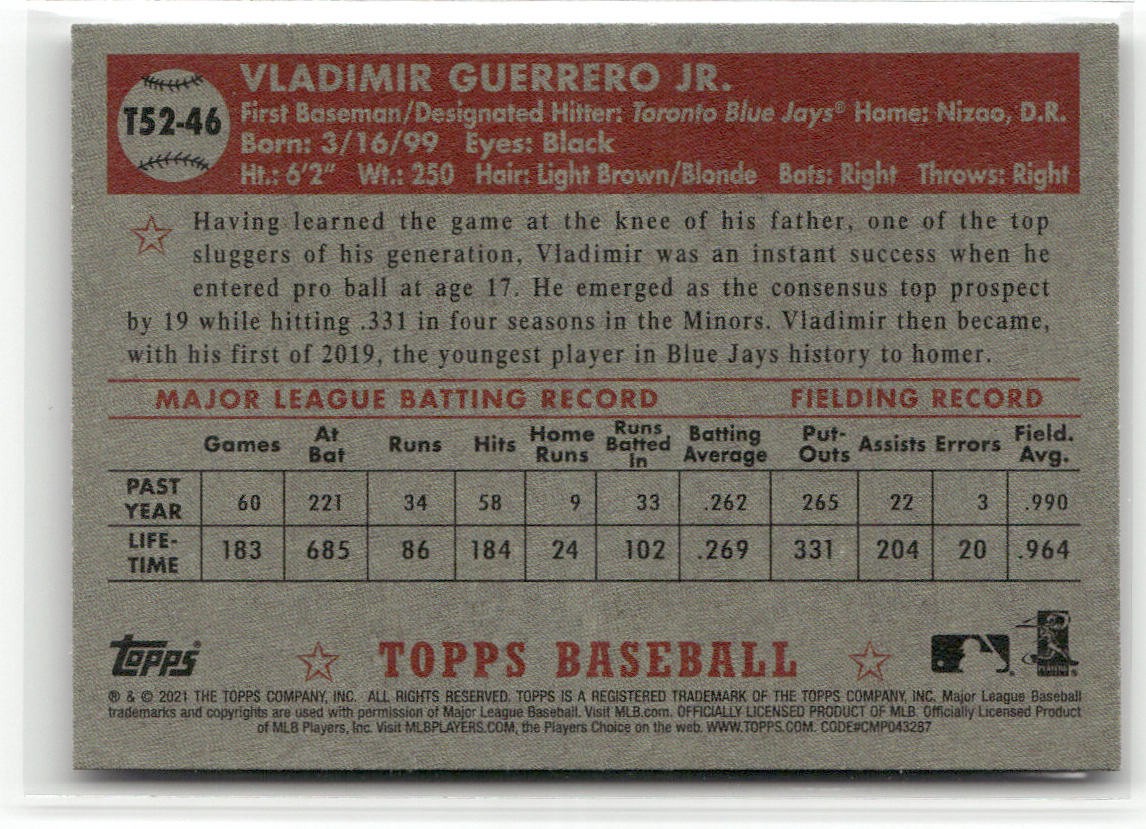 T52-46
VLADIMIR GUERRERO JR.
First Baseman/Designated Hitter: Toronto Blue Jays® Home: Nizao, D.R.
Born: 3/16/99 Eyes: Black
Ht.: 6'2" Wt.: 250 Hair: Light Brown/Blonde Bats: Right Throws: Right
Having learned the game at the knee of his father, one of the top
sluggers of his generation, Vladimir was an instant success when he
entered pro ball at age 17. He emerged as the consensus top prospect
by 19 while hitting .331 in four seasons in the Minors. Vladimir then became,
with his first of 2019, the youngest player in Blue Jays history to homer.
MAJOR LEAGUE BATTING RECORD FIELDING RECORD
Games At Bat Runs Hits Home Runs Runs Batted In Batting Average Put-Outs Assists Errors Field. Avg.
PAST YEAR 60 221 34 58 9 33 .262 265 22 3 .990
LIFE-TIME 183 685 86 184 24 102 .269 331 204 20 .964
Topps® TOPPS BASEBALL
® & © 2021 THE TOPPS COMPANY, INC. ALL RIGHTS RESERVED. TOPPS IS A REGISTERED TRADEMARK OF THE TOPPS COMPANY, INC. Major League Baseball
trademarks and copyrights are used with permission of Major League Baseball. Visit MLB.com. OFFICIALLY LICENSED PRODUCT OF MLB. Officially Licensed Product
of MLB Players, Inc. Visit MLBPLAYERS.COM, the Players Choice on the web. WWW.TOPPS.COM. CODE#CMP043287